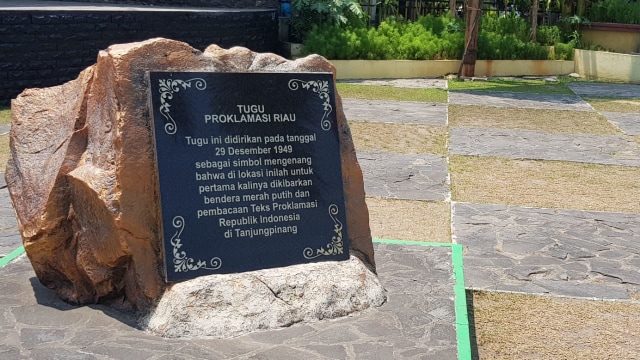 TUGU
PROKLAMASI RIAU
Tugu ini didirikan pada tanggal
29 Desember 1949
sebagai simbol mengenang
bahwa di lokasi inilah untuk
pertama kalinya dikibarkan
bendera merah putih dan
pembacaan Teks Proklamasi
Republik Indonesia
di Tanjungpinang